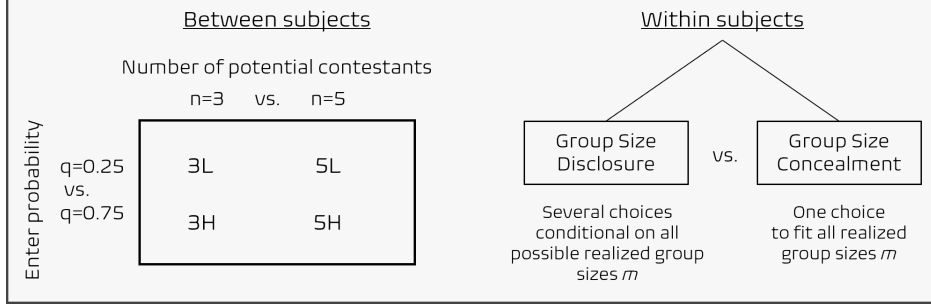 Between subjects
Number of potential contestants
n=3 vs. n=5
Enter probability
q=0.25
vs.
q=0.75
3L 5L
3H 5H
Within subjects
Group Size
Disclosure
vs.
Group Size
Concealment
Several choices
conditional on all
possible realized group
sizes m
One choice
to fit all realized
group sizes m